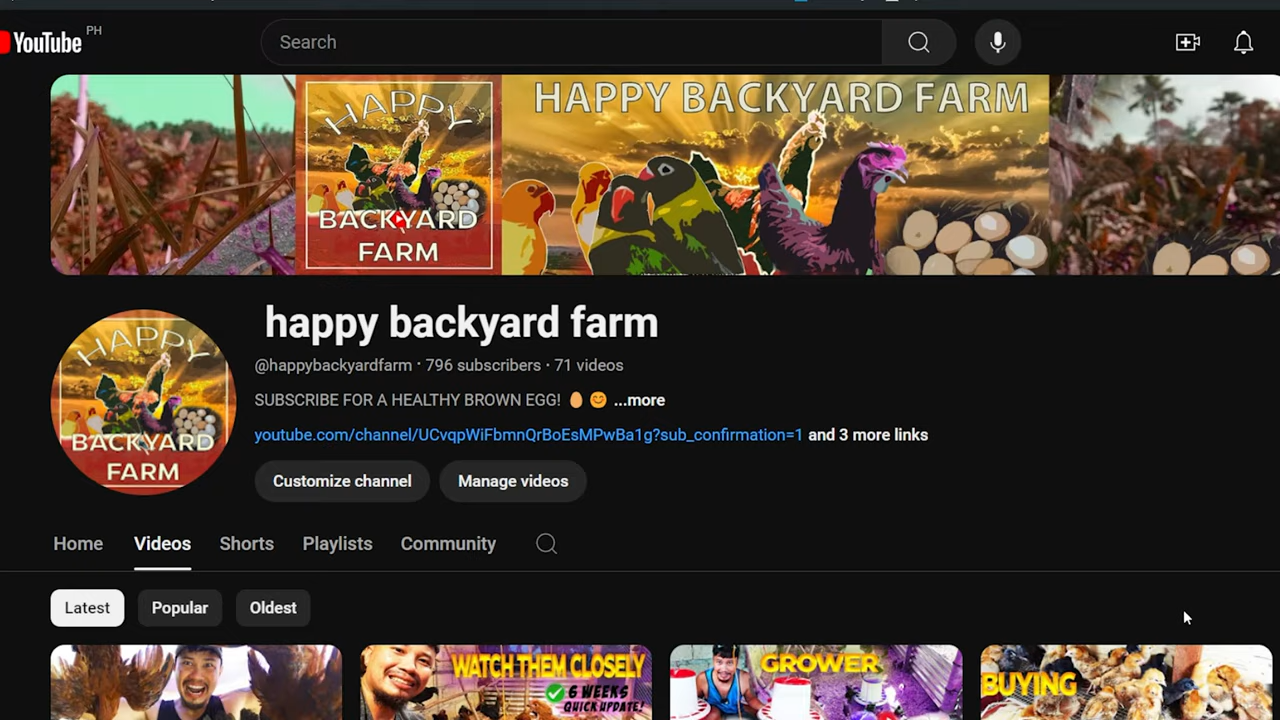 YouTube PH
Search
HAPPY
BACKYARD
FARM
HAPPY BACKYARD FARM
HAPPY
BACKYARD
FARM
happy backyard farm
@happybackyardfarm · 796 subscribers · 71 videos
SUBSCRIBE FOR A HEALTHY BROWN EGG! 🥚 😊 ...more
youtube.com/channel/UCvqpWiFbmnQrBoEsMPwBa1g?sub_confirmation=1 and 3 more links
Customize channel
Manage videos
Home
Videos
Shorts
Playlists
Community
Latest
Popular
Oldest
WATCH THEM CLOSELY
6 WEEKS
QUICK UPDATE!
GROWER
BUYING